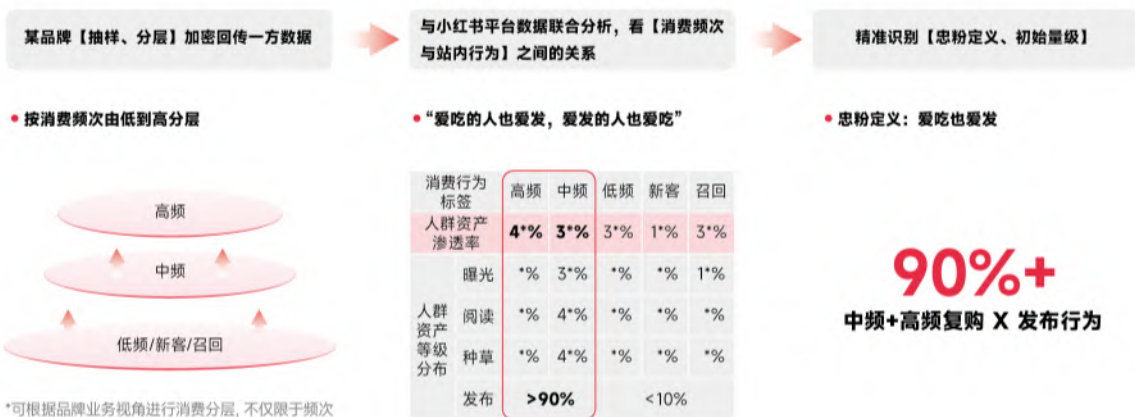 某品牌【抽样、分层】加密回传一方数据
与小红书平台数据联合分析，看【消费频次
与站内行为】之间的关系
精准识别【忠粉定义、初始量级】
• 按消费频次由低到高分层
高频
中频
低频/新客/召回
*可根据品牌业务视角进行消费分层, 不仅限于频次
• “爱吃的人也爱发，爱发的人也爱吃”
消费行为
标签 高频 中频 低频 新客 召回
人群资产
渗透率 4*% 3*% 3*% 1*% 3*%
人群
资产
等级
分布
曝光 *% 3*% *% *% 1*%
阅读 *% 4*% *% *% *%
种草 *% 4*% *% *% *%
发布 >90% <10%
• 忠粉定义：爱吃也爱发
90%+
中频+高频复购 X 发布行为